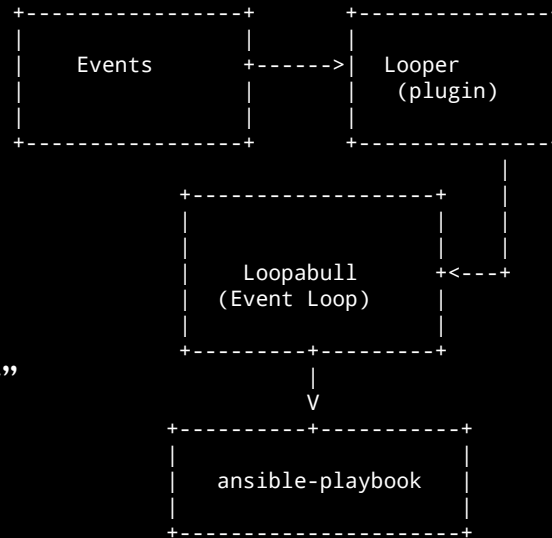 Events
Looper
(plugin)
Loopabull
(Event Loop)
”
ansible-playbook